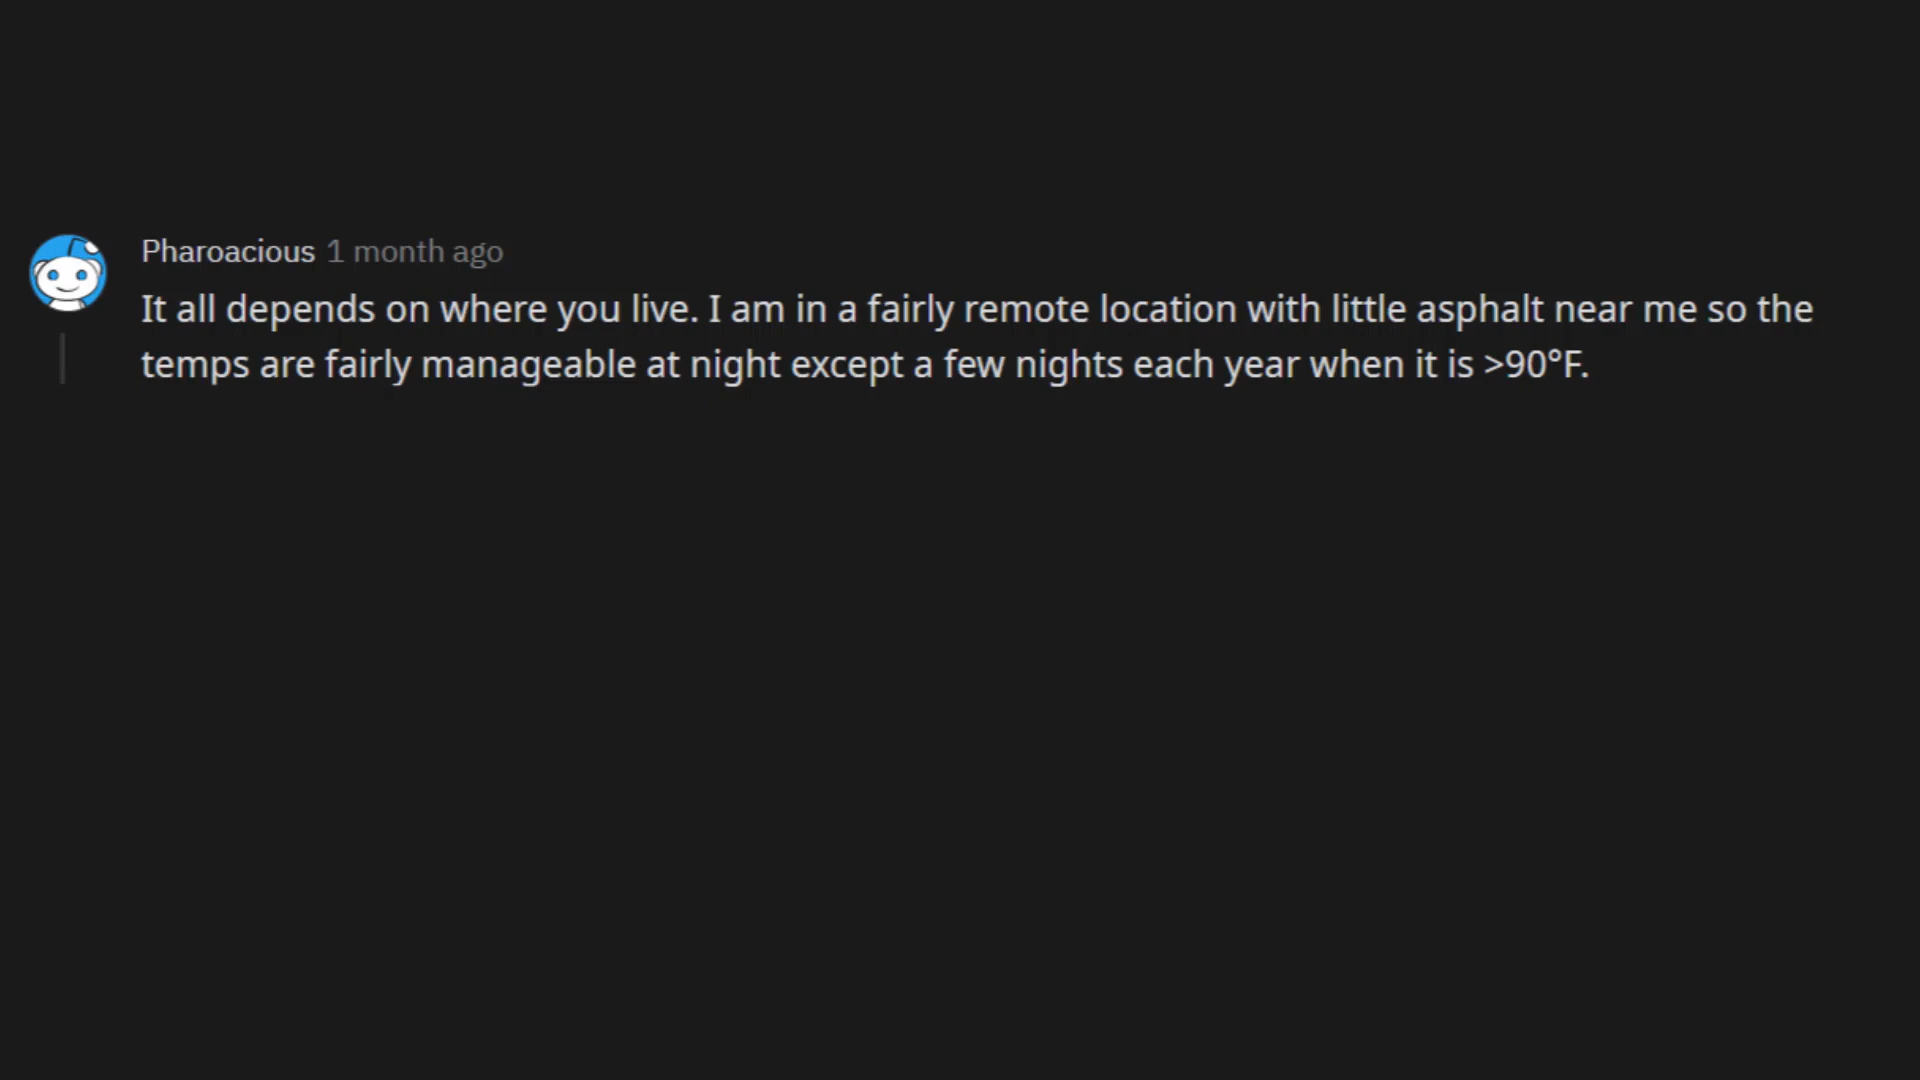 Pharoacious 1 month ago
It all depends on where you live. I am in a fairly remote location with little asphalt near me so the
temps are fairly manageable at night except a few nights each year when it is >90°F.